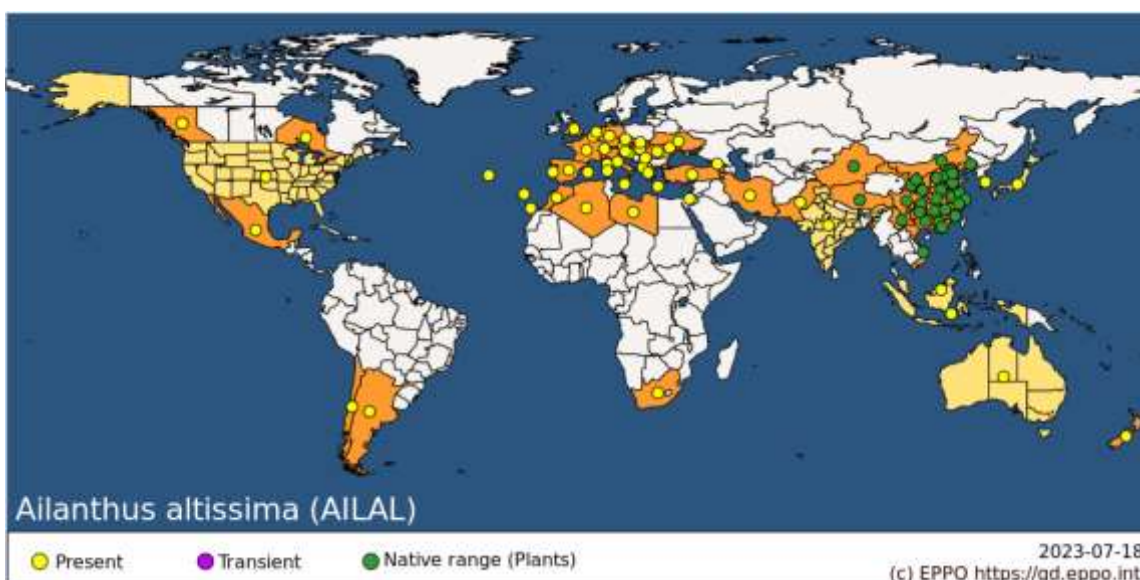 Ailanthus altissima (AILAL)
Present
Transient
Native range (Plants)
2023-07-18
(c) EPPO https://gd.eppo.int